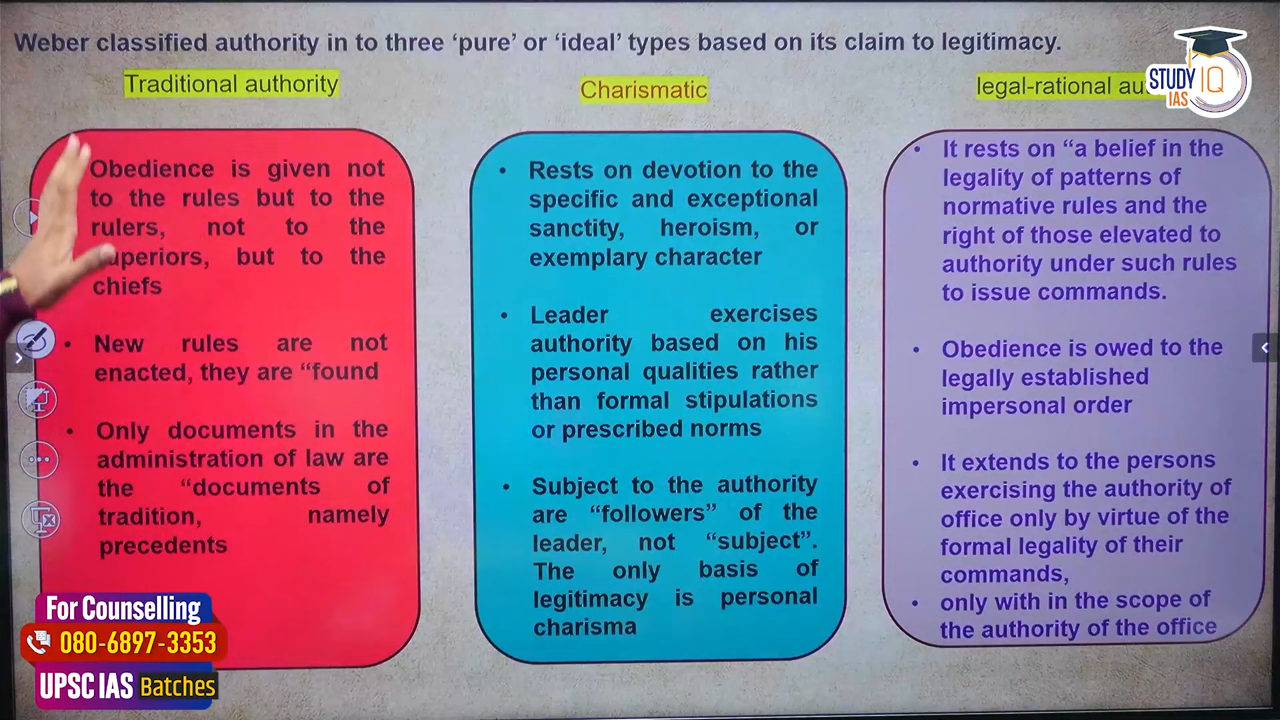 Weber classified authority in to three ‘pure’ or ‘ideal’ types based on its claim to legitimacy.
Traditional authority
Obedience is given not
to the rules but to the
rulers, not to the
superiors, but to the
chiefs
• New rules are not
enacted, they are “found
• Only documents in the
administration of law are
the “documents of
tradition, namely
precedents
Charismatic
• Rests on devotion to the
specific and exceptional
sanctity, heroism, or
exemplary character
• Leader exercises
authority based on his
personal qualities rather
than formal stipulations
or prescribed norms
• Subject to the authority
are “followers” of the
leader, not “subject”.
The only basis of
legitimacy is personal
charisma
legal-rational
• It rests on “a belief in the
legality of patterns of
normative rules and the
right of those elevated to
authority under such rules
to issue commands.
• Obedience is owed to the
legally established
impersonal order
• It extends to the persons
exercising the authority of
office only by virtue of the
formal legality of their
commands,
• only with in the scope of
the authority of the office
STUDY IQ
IAS
For Counselling
080-6897-3353
UPSC IAS Batches